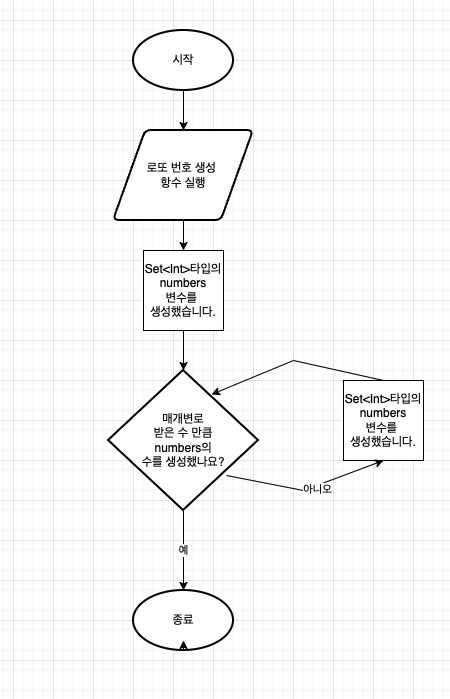 시작
로또 번호 생성
항수 실행
Set<Int>타입의
numbers
변수를
생성했습니다.
매개변로
받은 수 만큼
numbers의
수를 생성했나요?
Set<Int>타입의
numbers
변수를
생성했습니다.
아니오
예
종료